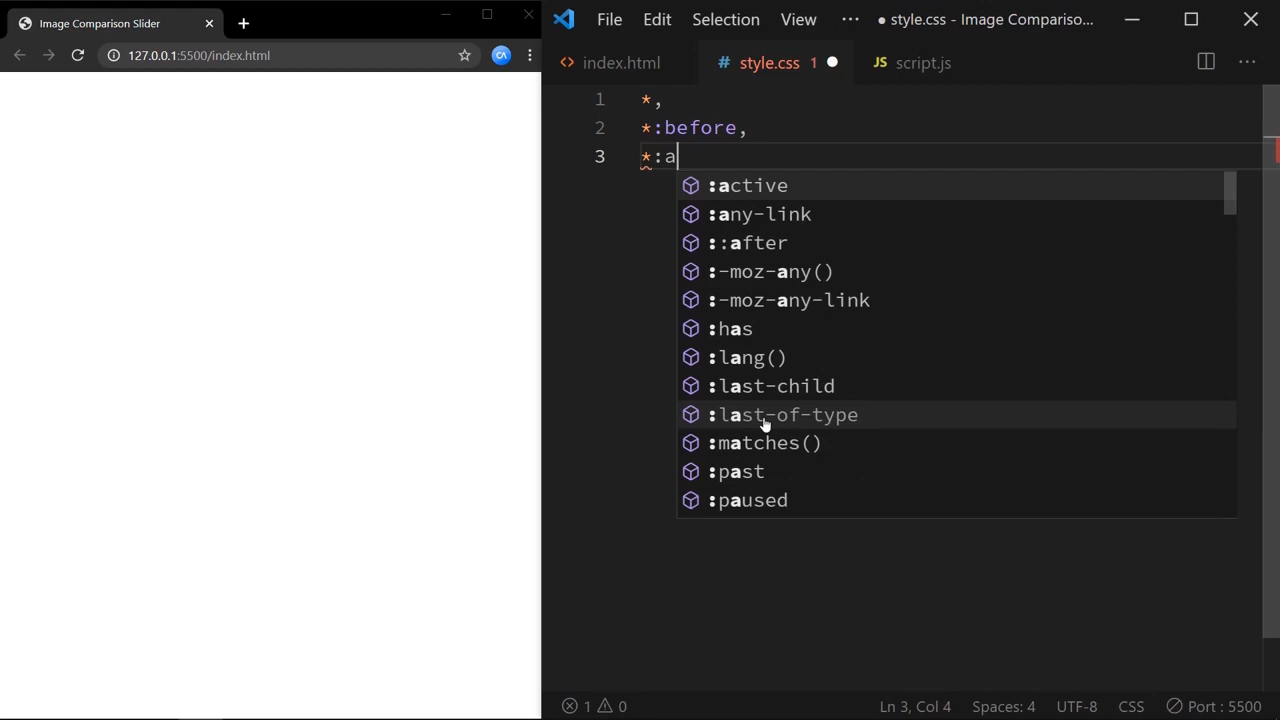 Image Comparison Slider
127.0.0.1:5500/index.html
CA
File Edit Selection View ··· ● style.css - Image Compariso...
<> index.html # style.css 1 ● JS script.js ···
1 *,
2 *:before,
3 *:a
:active
:any-link
::after
:-moz-any()
:-moz-any-link
:has
:lang()
:last-child
:last-of-type
:matches()
:past
:paused
1 0 Ln 3, Col 4 Spaces: 4 UTF-8 CSS Port : 5500